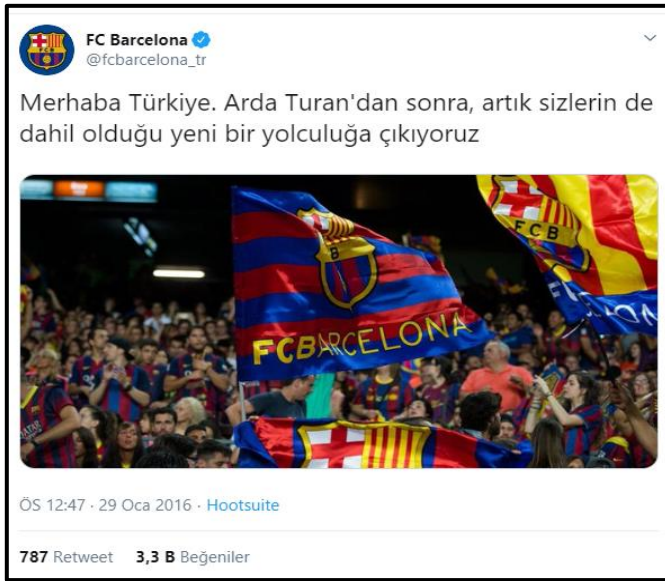 FC Barcelona
@fcbarcelona_tr
Merhaba Türkiye. Arda Turan'dan sonra, artık sizlerin de
dahil olduğu yeni bir yolculuğa çıkıyoruz
FCB
FCBARCELONA
ÖS 12:47 · 29 Oca 2016 · Hootsuite
787 Retweet 3,3 B Beğeniler